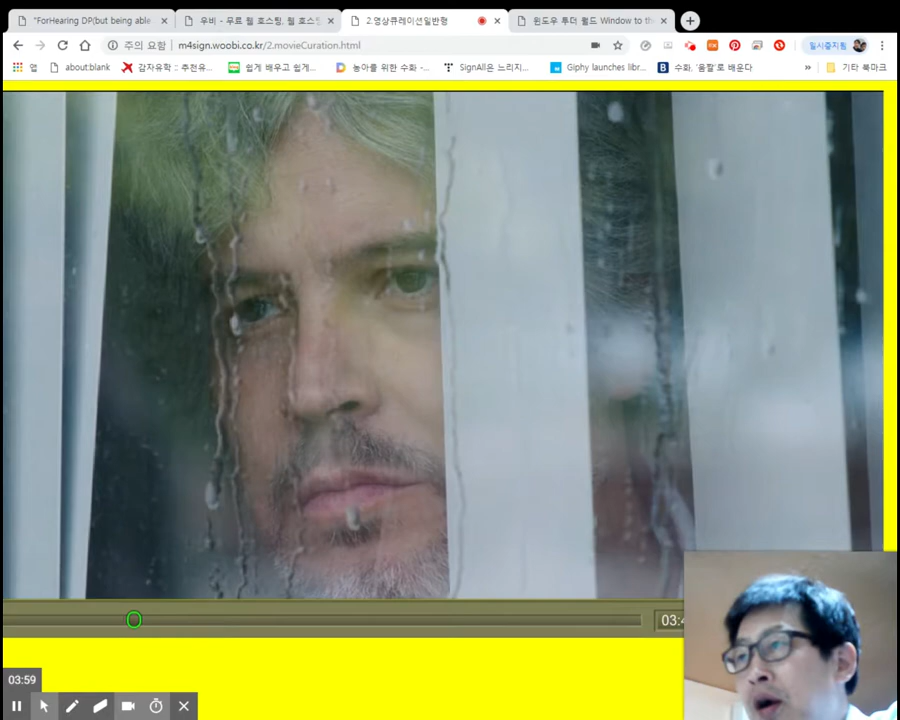 "ForHearing DP(but being able
우비 - 무료 웰 호스팅, 웰 호스
2.영상큐레이션일반형
윈도우 투더 월드 Window to th
주의 요함
m4sign.woobi.co.kr/2.movieCuration.html
일시중지됨
앱
about:blank
감자유학 :: 추천유...
쉽게 배우고 쉽게...
농아를 위한 수화 -...
SignAll은 느리지...
Giphy launches libr...
수화, '움짤'로 배운다
»
기타 북마크
03:4
03:59